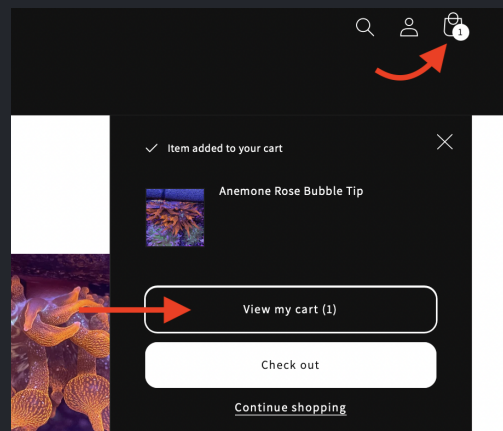 1
Item added to your cart
Anemone Rose Bubble Tip
View my cart (1)
Check out
Continue shopping